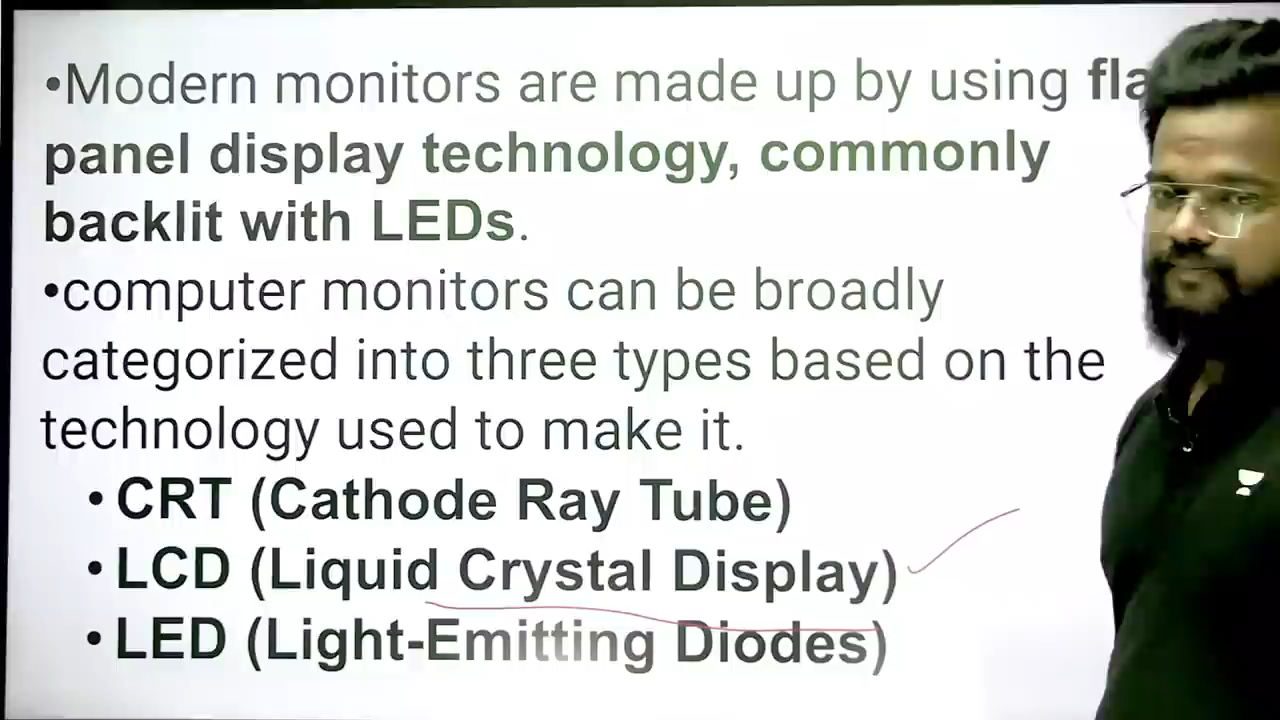 •Modern monitors are made up by using
panel display technology, commonly
backlit with LEDs.
•computer monitors can be broadly
categorized into three types based on the
technology used to make it.
• CRT (Cathode Ray Tube)
• LCD (Liquid Crystal Display)
• LED (Light-Emitting Diodes)